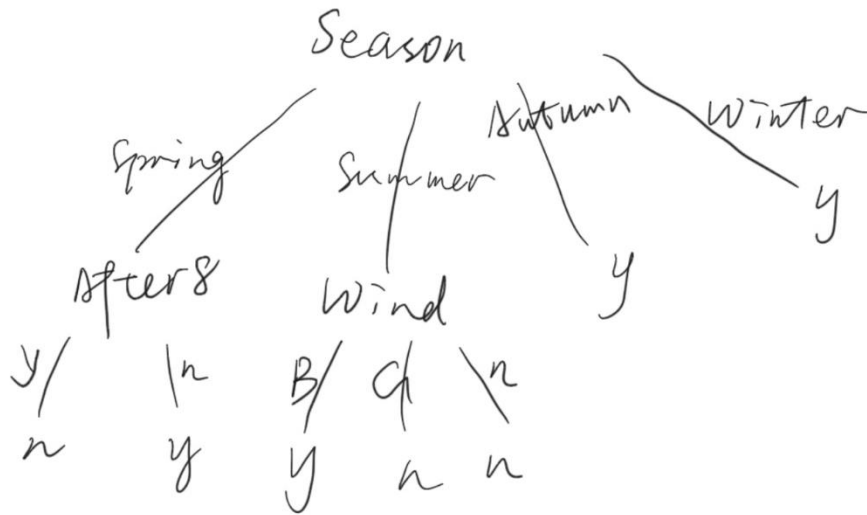 Season
Spring Summer Autumn Winter
y
After8 Wind y
y n B G n
n y y n n